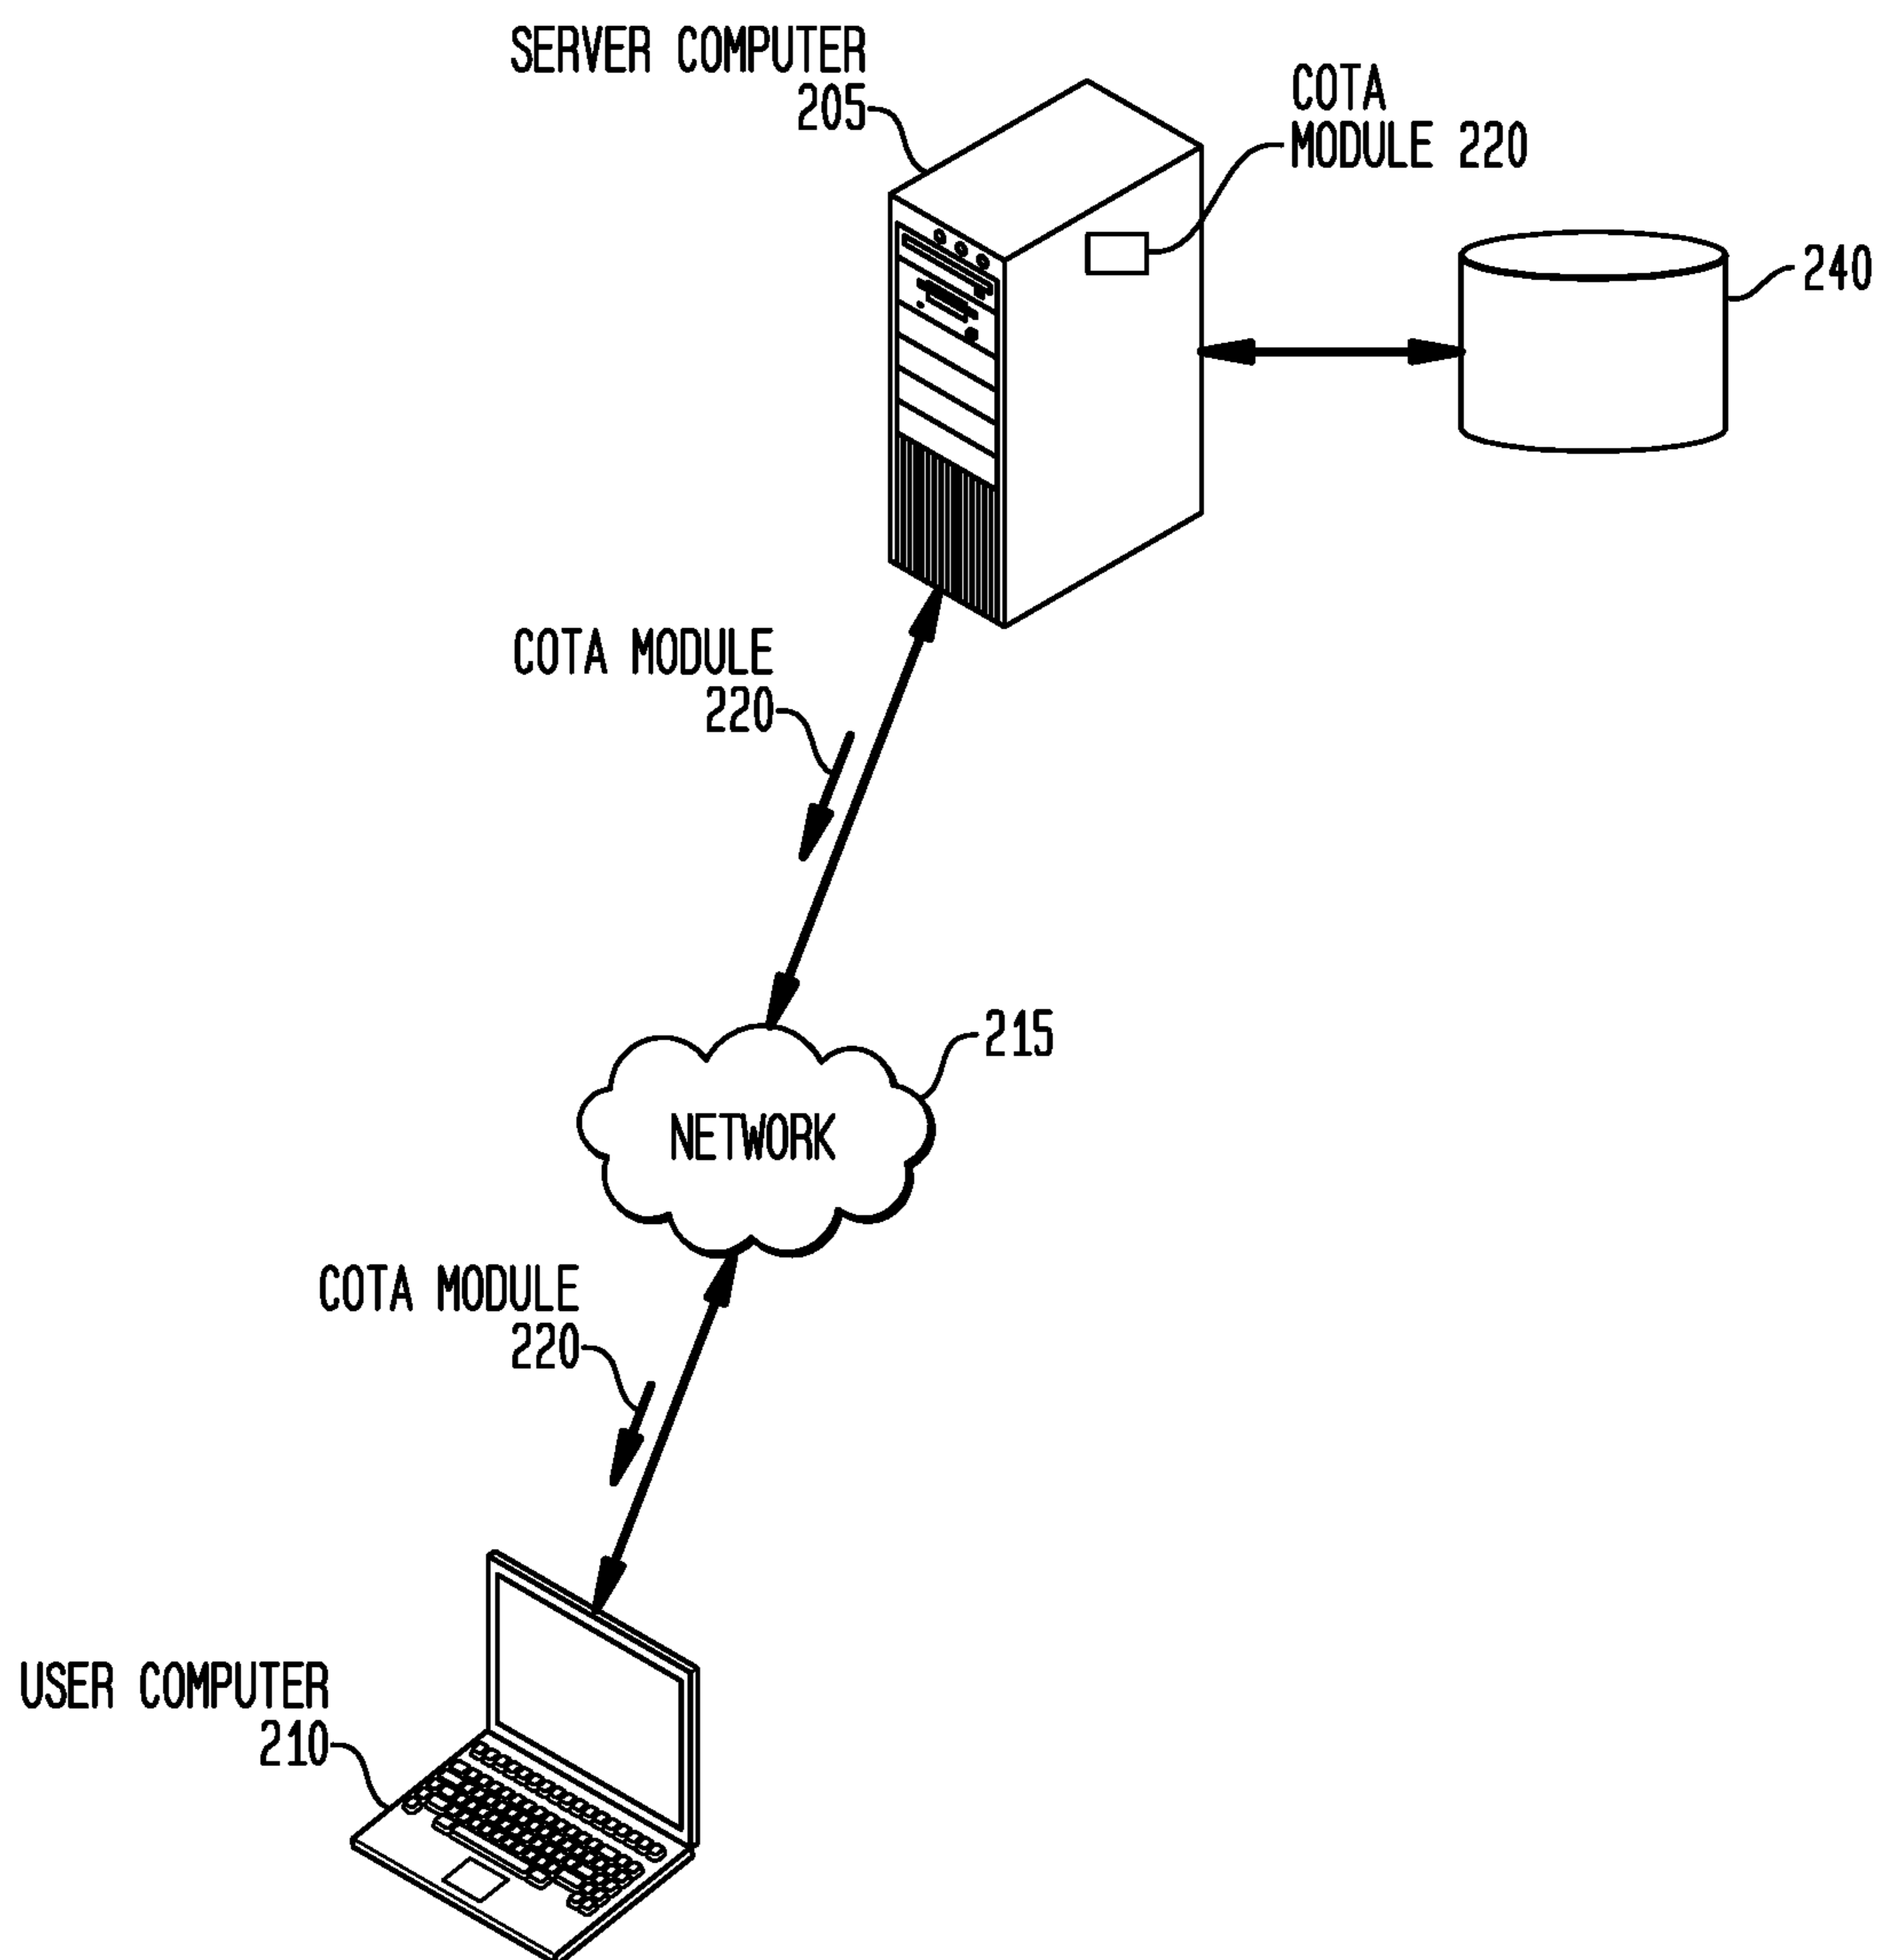 SERVER COMPUTER
205
COTA
MODULE 220
240
COTA MODULE
220
215
NETWORK
COTA MODULE
220
USER COMPUTER
210